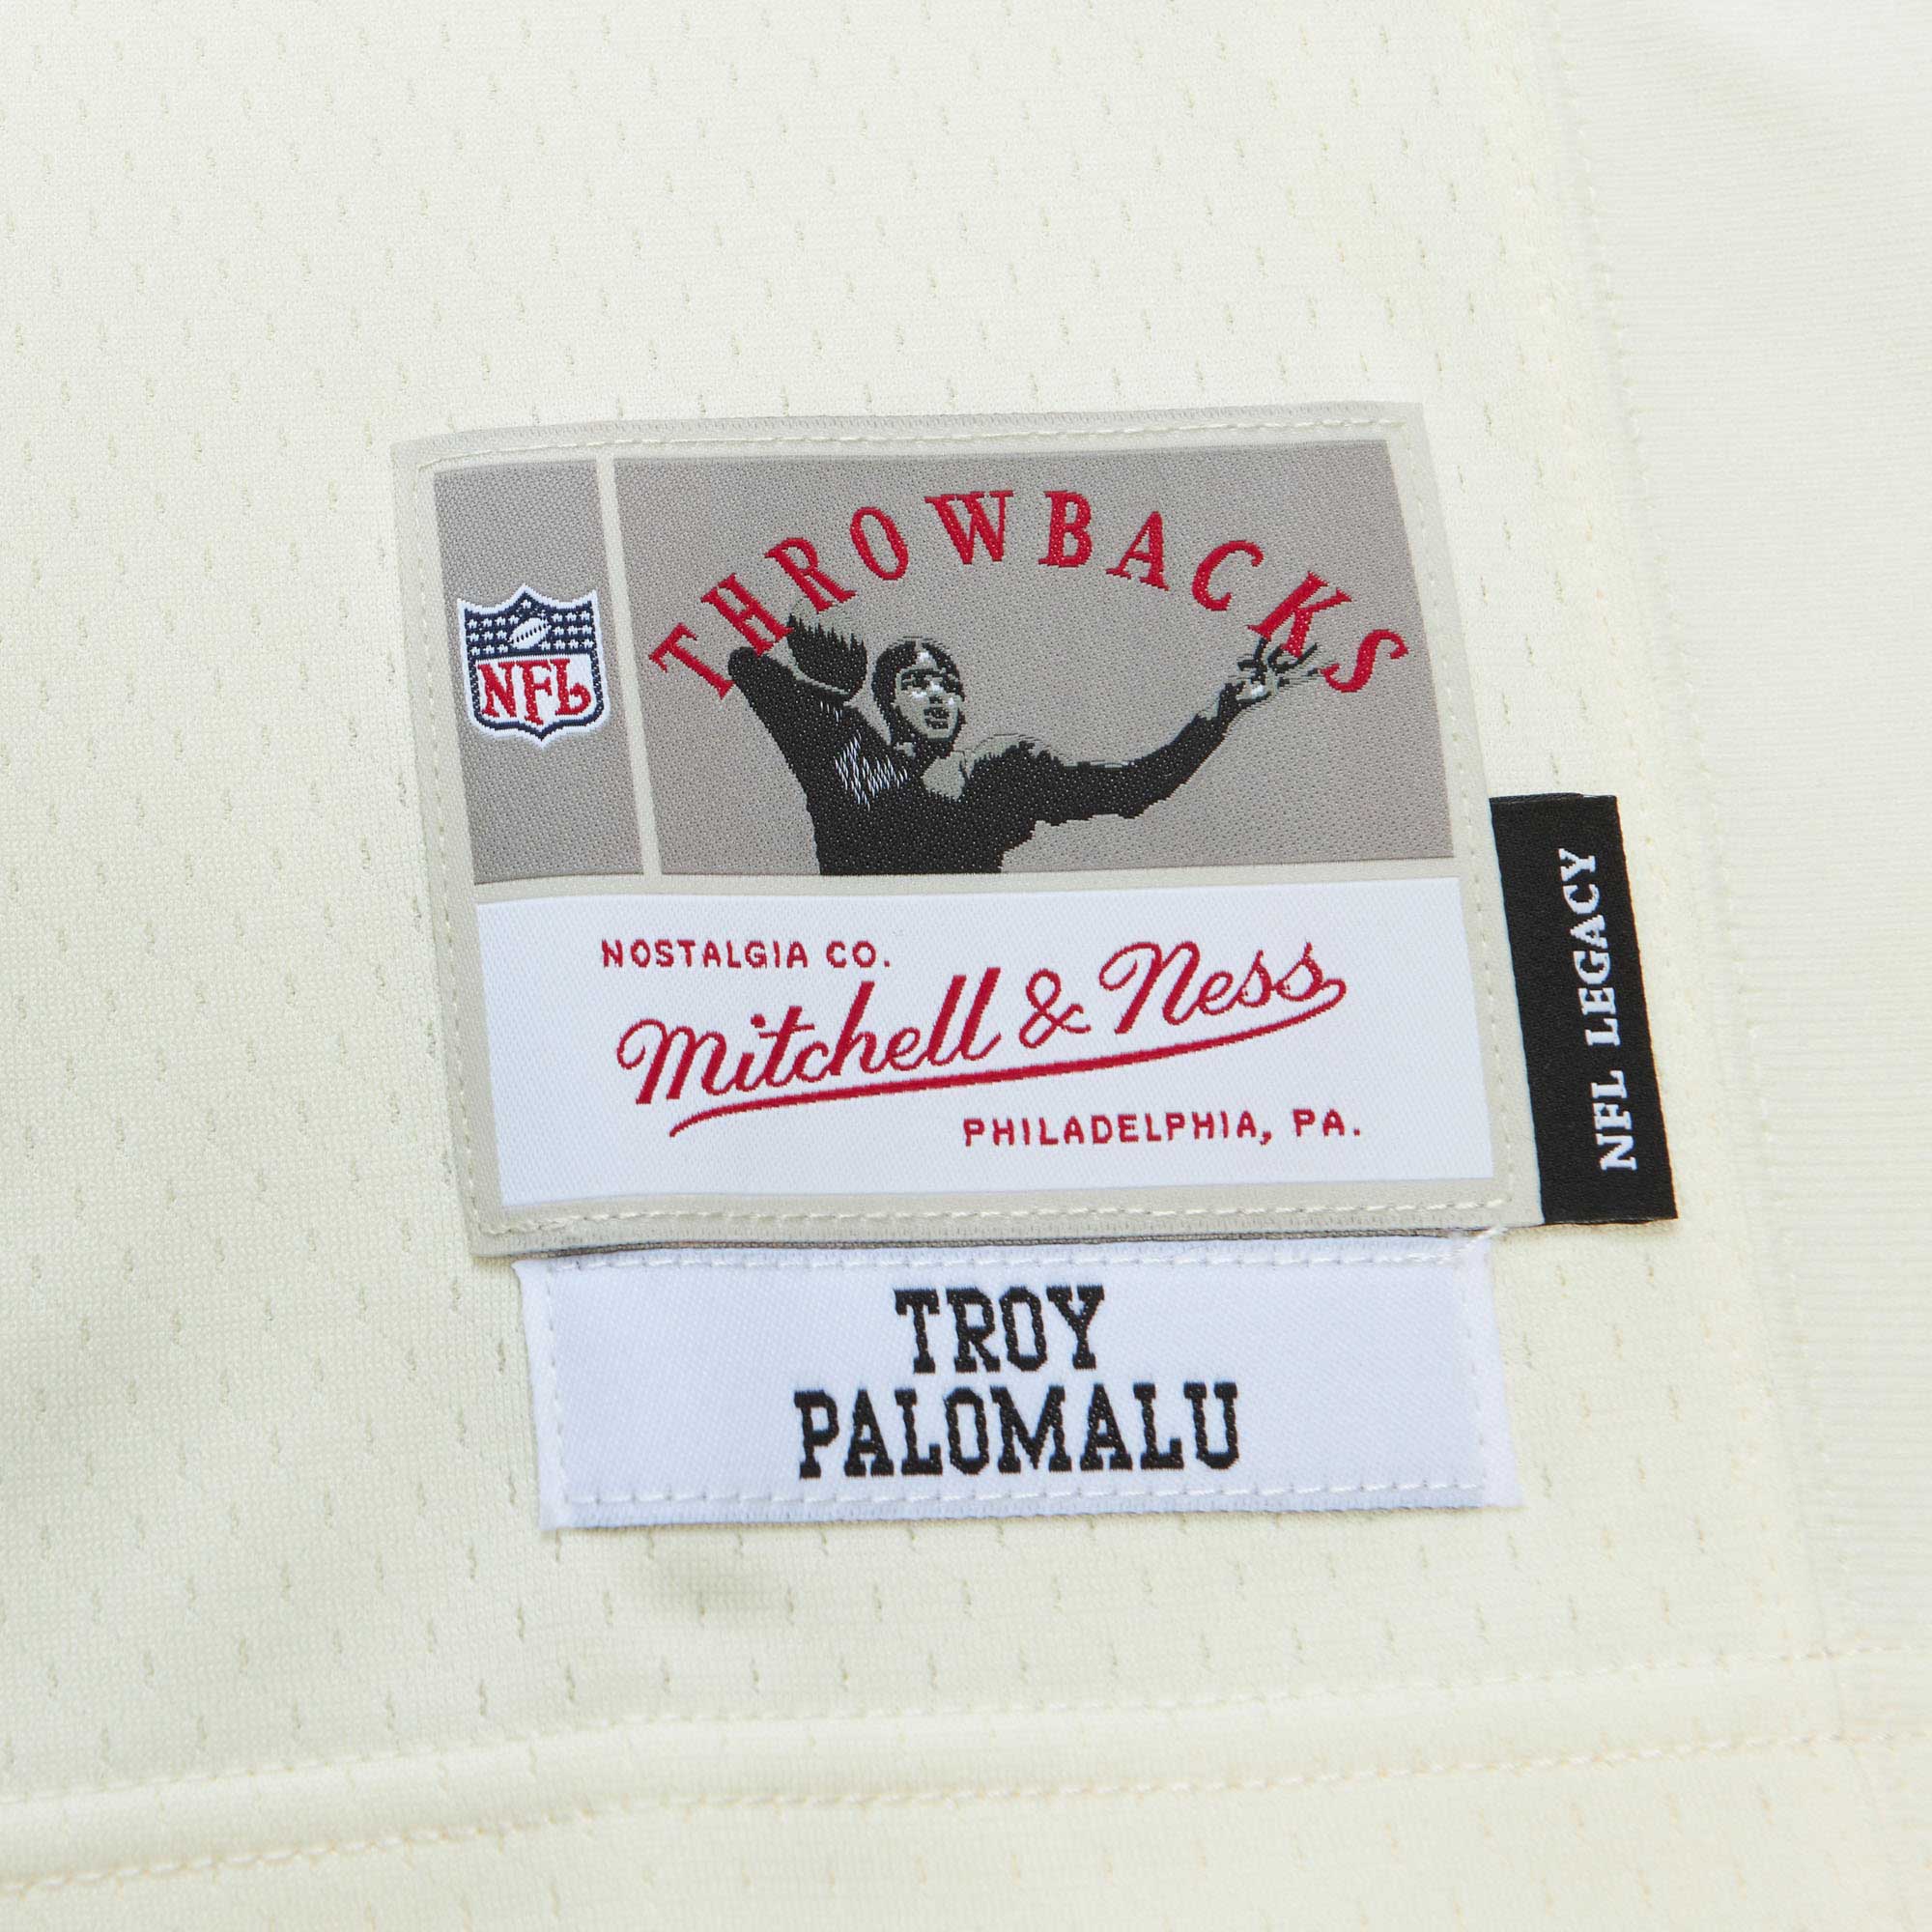 THROWBACKS
NFL
NOSTALGIA CO.
Mitchell & Ness
PHILADELPHIA, PA.
NFL LEGACY
TROY
PALOMALU